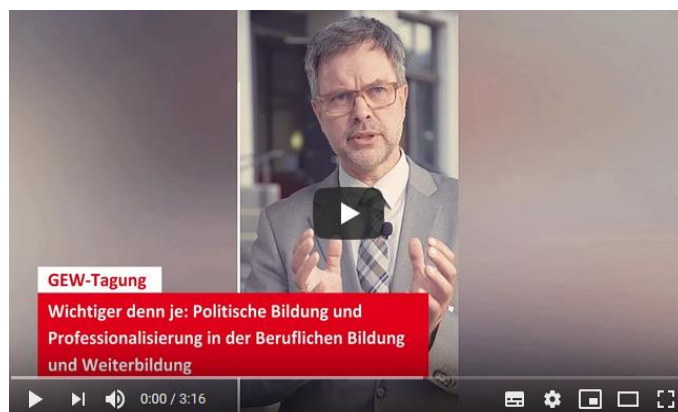 GEW-Tagung
Wichtiger denn je: Politische Bildung und
Professionalisierung in der Beruflichen Bildung
und Weiterbildung
0:00 / 3:16